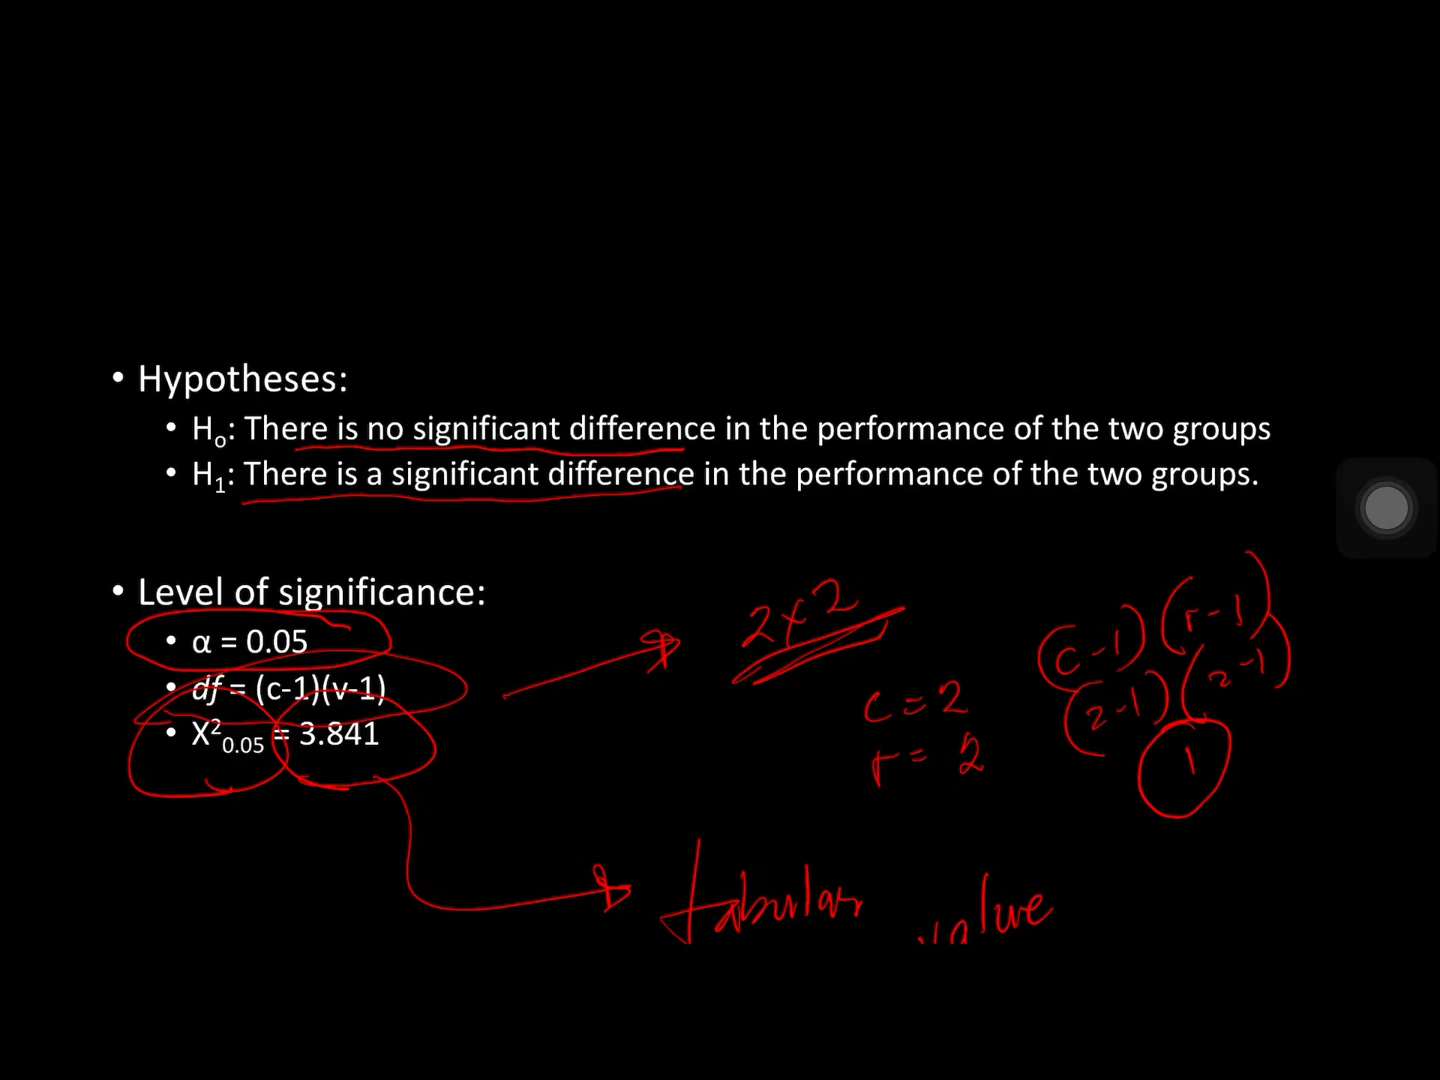 • Hypotheses:
• Ho: There is no significant difference in the performance of the two groups
• H1: There is a significant difference in the performance of the two groups.
• Level of significance:
• α = 0.05
• df = (c-1)(v-1)
• X²0.05 = 3.841
2x2
c = 2
r = 2
(c-1)(r-1)
(2-1)(2-1)
1
tabular value